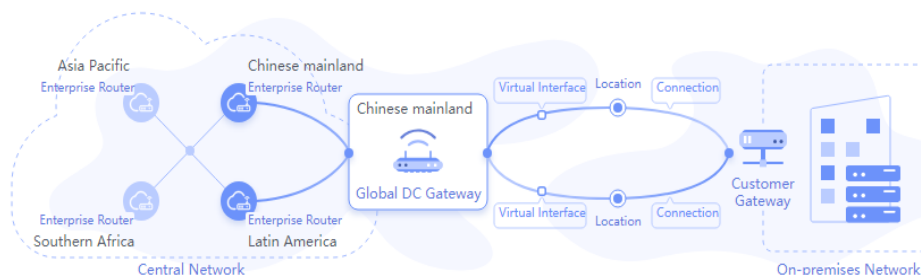 Asia Pacific
Enterprise Router
Chinese mainland
Enterprise Router
Enterprise Router
Southern Africa
Enterprise Router
Latin America
Central Network
Chinese mainland
Global DC Gateway
Virtual Interface
Location
Connection
Virtual Interface
Location
Connection
Customer
Gateway
On-premises Network